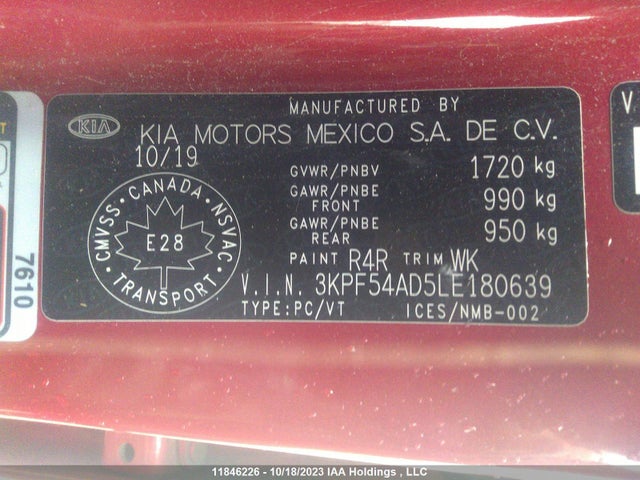 MANUFACTURED BY
KIA
KIA MOTORS MEXICO S.A. DE C.V.
10/19
GVWR/PNBV 1720 kg
GAWR/PNBE FRONT 990 kg
GAWR/PNBE REAR 950 kg
PAINT R4R TRIM WK
V.I.N. 3KPF54AD5LE180639
TYPE:PC/VT ICES/NMB-002
CMVSS · CANADA · NSVAC · TRANSPORT
E28
7610
11846226 - 10/18/2023 IAA Holdings , LLC